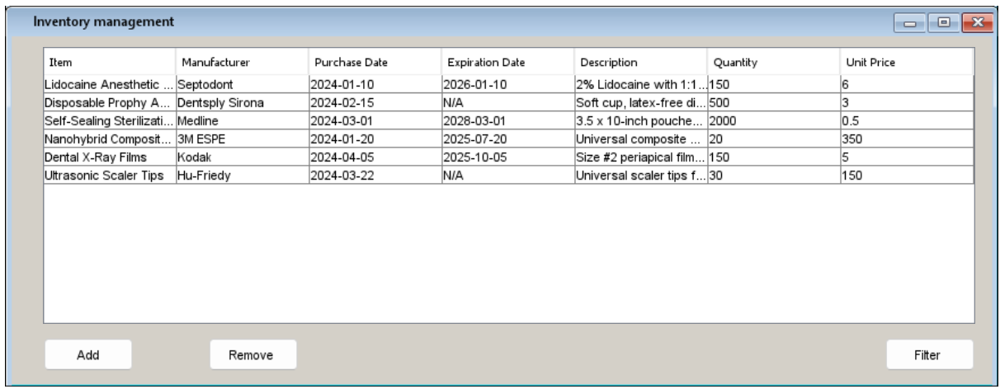 Inventory management
Item Manufacturer Purchase Date Expiration Date Description Quantity Unit Price
Lidocaine Anesthetic ... Septodont 2024-01-10 2026-01-10 2% Lidocaine with 1:1... 150 6
Disposable Prophy A... Dentsply Sirona 2024-02-15 N/A Soft cup, latex-free di... 500 3
Self-Sealing Sterilizati... Medline 2024-03-01 2028-03-01 3.5 x 10-inch pouche... 2000 0.5
Nanohybrid Composit... 3M ESPE 2024-01-20 2025-07-20 Universal composite ... 20 350
Dental X-Ray Films Kodak 2024-04-05 2025-10-05 Size #2 periapical film... 150 5
Ultrasonic Scaler Tips Hu-Friedy 2024-03-22 N/A Universal scaler tips f... 30 150
Add Remove Filter